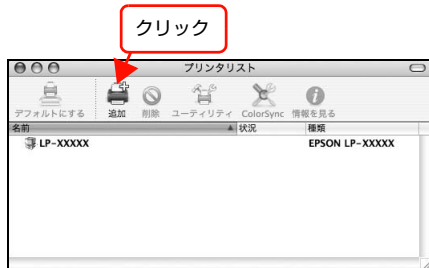 クリック
プリンタリスト
デフォルトにする 追加 削除 ユーティリティ ColorSync 情報を見る
名前 状況 種類
LP-XXXXX EPSON LP-XXXXX